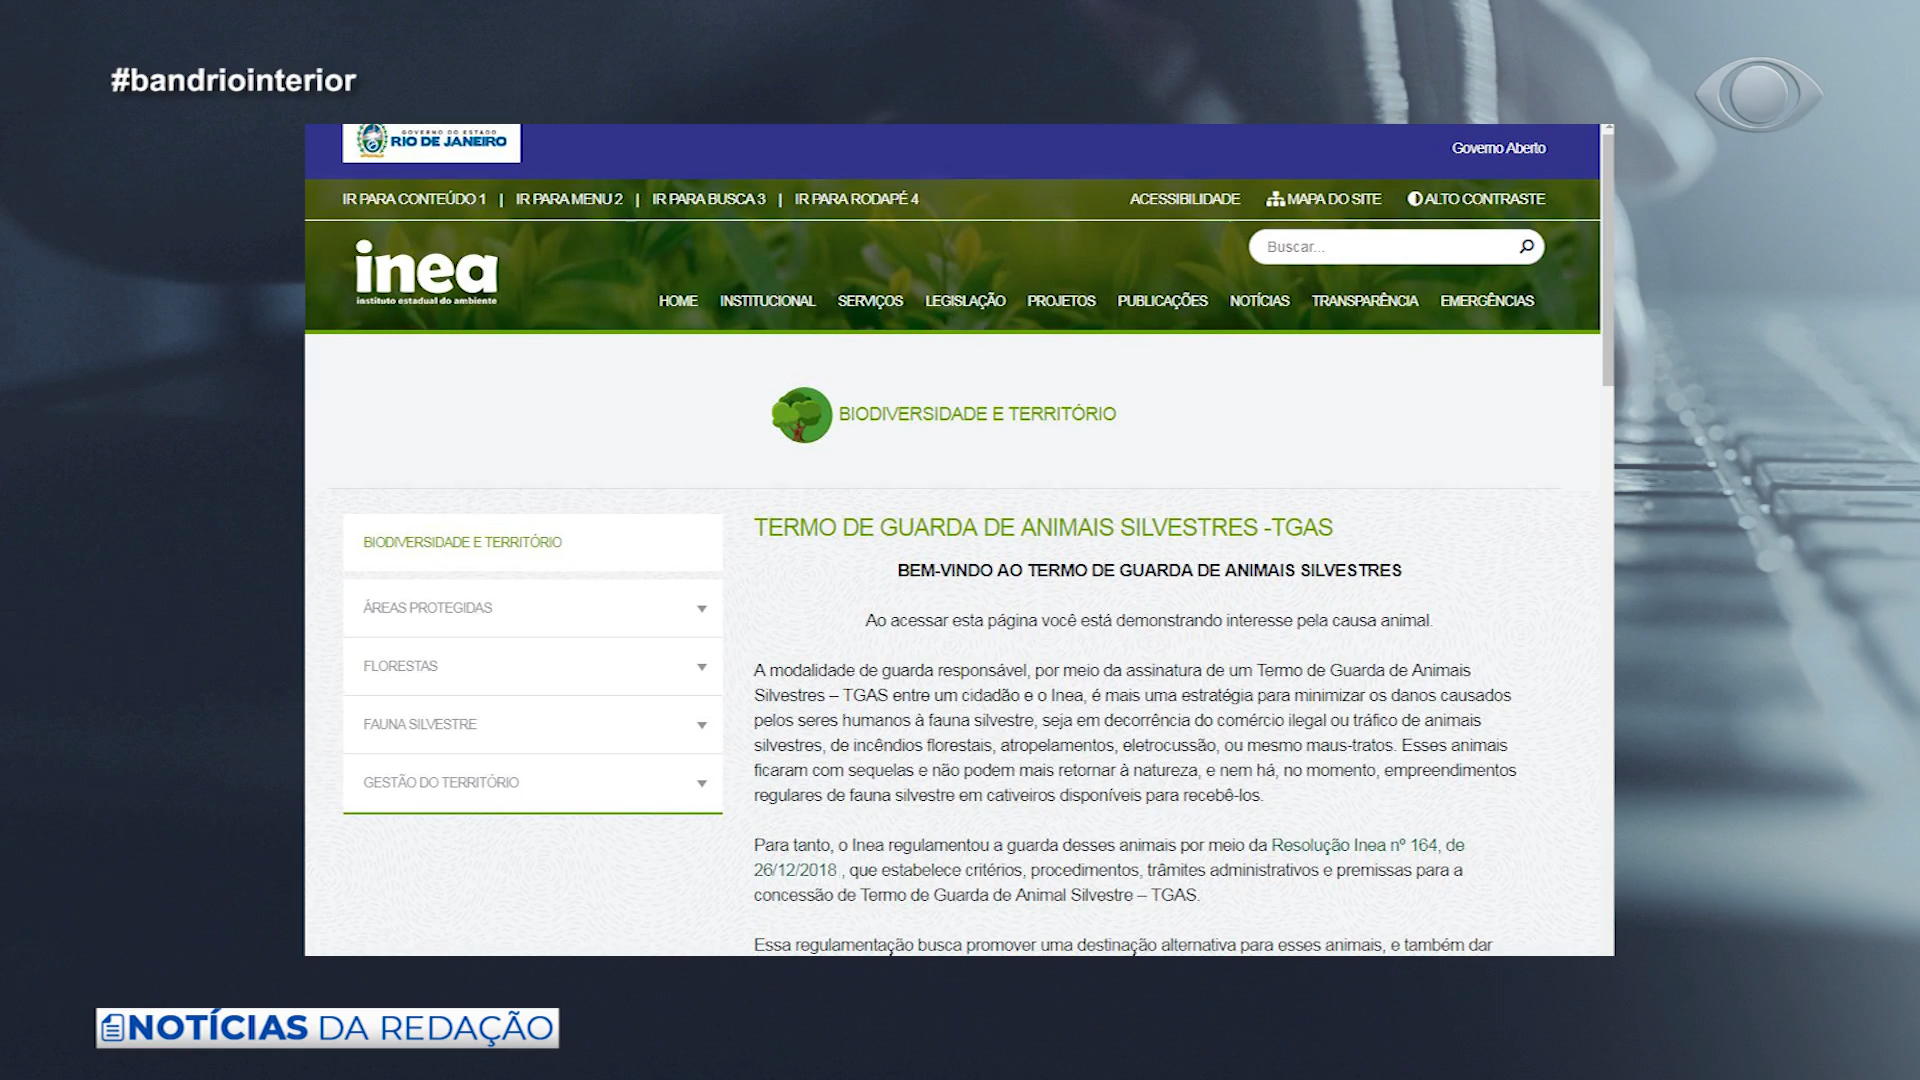 #bandriointerior
GOVERNO DO ESTADO
RIO DE JANEIRO
Governo Aberto
IR PARA CONTEÚDO 1 | IR PARA MENU 2 | IR PARA BUSCA 3 | IR PARA RODAPÉ 4
ACESSIBILIDADE MAPA DO SITE ALTO CONTRASTE
Buscar...
inea
instituto estadual do ambiente
HOME INSTITUCIONAL SERVIÇOS LEGISLAÇÃO PROJETOS PUBLICAÇÕES NOTÍCIAS TRANSPARÊNCIA EMERGÊNCIAS
BIODIVERSIDADE E TERRITÓRIO
BIODIVERSIDADE E TERRITÓRIO
ÁREAS PROTEGIDAS
FLORESTAS
FAUNA SILVESTRE
GESTÃO DO TERRITÓRIO
TERMO DE GUARDA DE ANIMAIS SILVESTRES -TGAS
BEM-VINDO AO TERMO DE GUARDA DE ANIMAIS SILVESTRES
Ao acessar esta página você está demonstrando interesse pela causa animal.
A modalidade de guarda responsável, por meio da assinatura de um Termo de Guarda de Animais
Silvestres – TGAS entre um cidadão e o Inea, é mais uma estratégia para minimizar os danos causados
pelos seres humanos à fauna silvestre, seja em decorrência do comércio ilegal ou tráfico de animais
silvestres, de incêndios florestais, atropelamentos, eletrocussão, ou mesmo maus-tratos. Esses animais
ficaram com sequelas e não podem mais retornar à natureza, e nem há, no momento, empreendimentos
regulares de fauna silvestre em cativeiros disponíveis para recebê-los.
Para tanto, o Inea regulamentou a guarda desses animais por meio da Resolução Inea nº 164, de
26/12/2018 , que estabelece critérios, procedimentos, trâmites administrativos e premissas para a
concessão de Termo de Guarda de Animal Silvestre – TGAS.
Essa regulamentação busca promover uma destinação alternativa para esses animais, e também dar
NOTÍCIAS DA REDAÇÃO